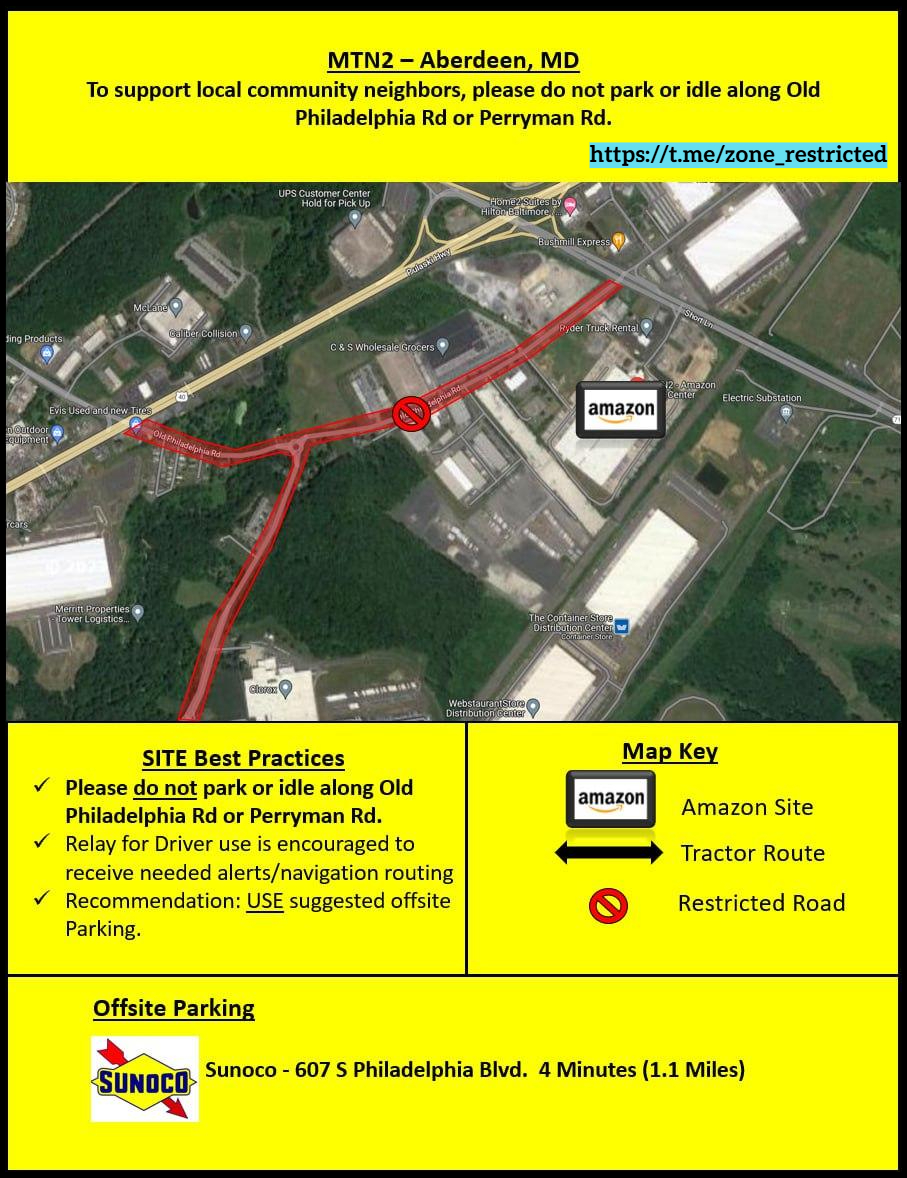 MTN2 – Aberdeen, MD
To support local community neighbors, please do not park or idle along Old
Philadelphia Rd or Perryman Rd.
https://t.me/zone_restricted
UPS Customer Center
Hold for Pick Up
Home2 Suites by
Hilton Baltimore /...
Bushmill Express
Pulaski Hwy
McLane
Caliber Collision
Short Ln
Ryder Truck Rental
ding Products
C & S Wholesale Grocers
40
N2 - Amazon
Center
amazon
Electric Substation
Evis Used and new Tires
en Outdoor
Equipment
Old Philadelphia Rd
delphia Rd
rcars
Merritt Properties
- Tower Logistics...
The Container Store
Distribution Center
Container Store
Clorox
WebstaurantStore
Distribution Center
SITE Best Practices
✓ Please do not park or idle along Old
Philadelphia Rd or Perryman Rd.
✓ Relay for Driver use is encouraged to
receive needed alerts/navigation routing
✓ Recommendation: USE suggested offsite
Parking.
Map Key
amazon
Amazon Site
Tractor Route
Restricted Road
Offsite Parking
SUNOCO
Sunoco - 607 S Philadelphia Blvd. 4 Minutes (1.1 Miles)